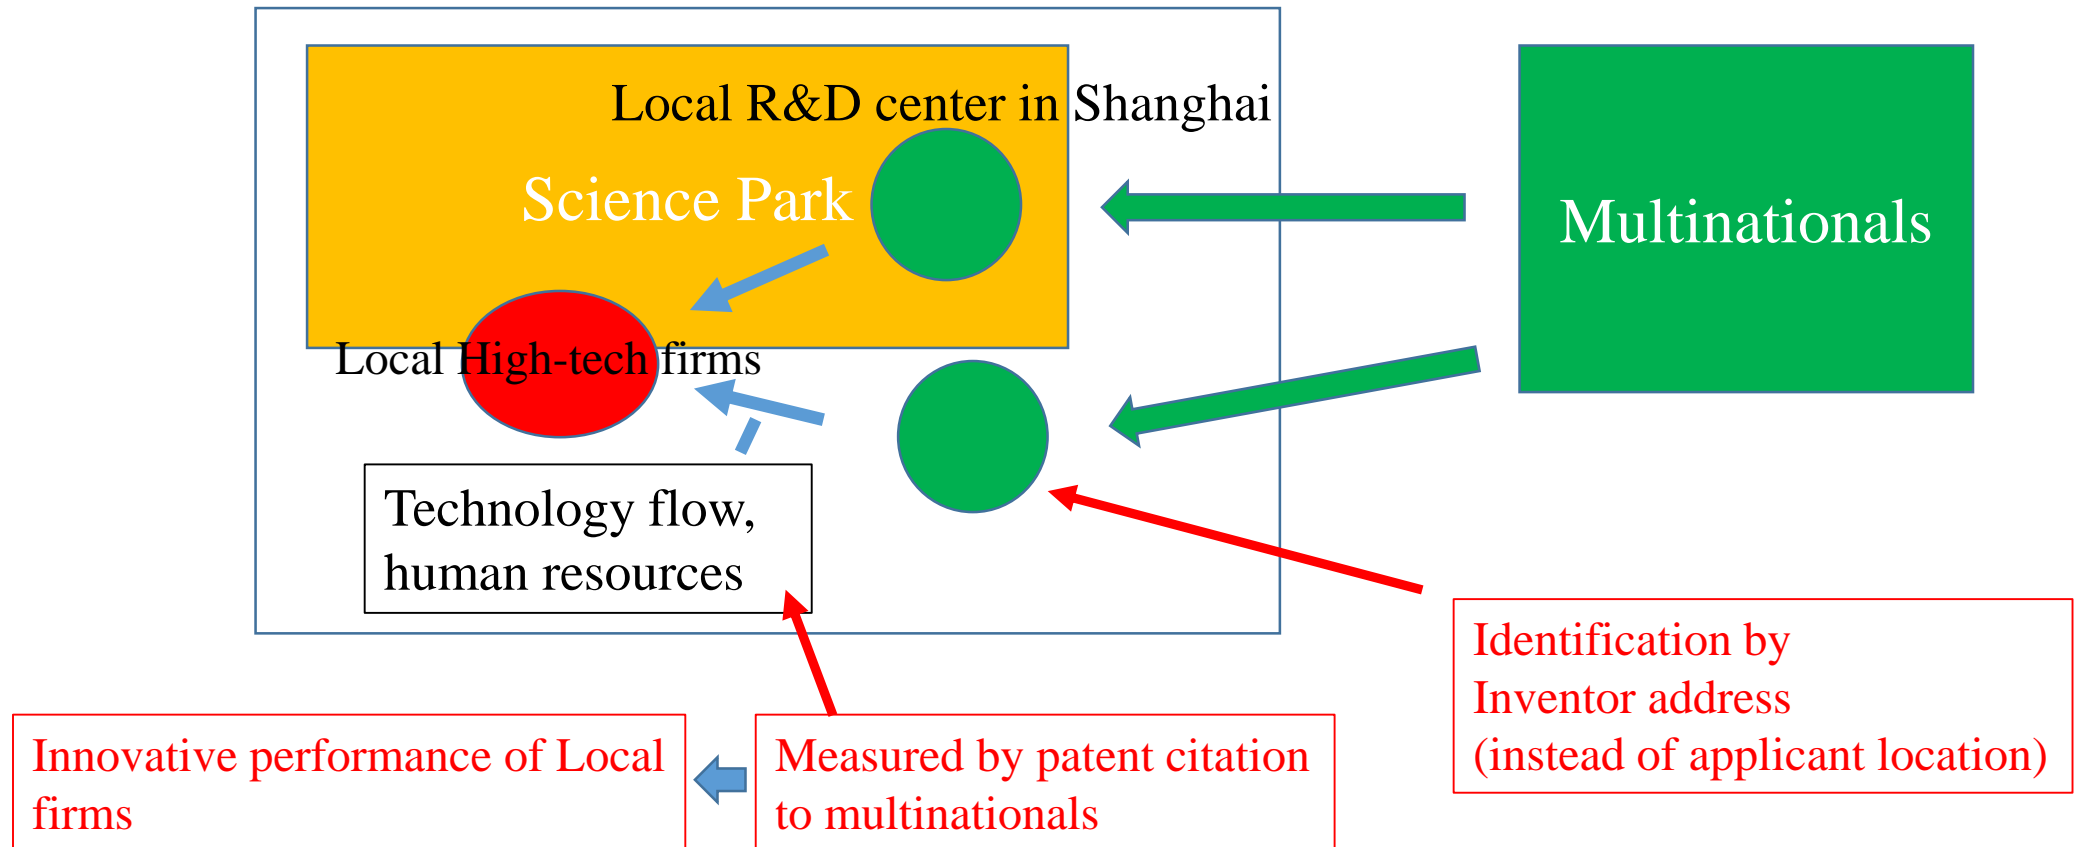 Local R&D center in Shanghai
Science Park
Multinationals
Local High-tech firms
Technology flow,
human resources
Identification by
Inventor address
(instead of applicant location)
Innovative performance of Local
firms
Measured by patent citation
to multinationals